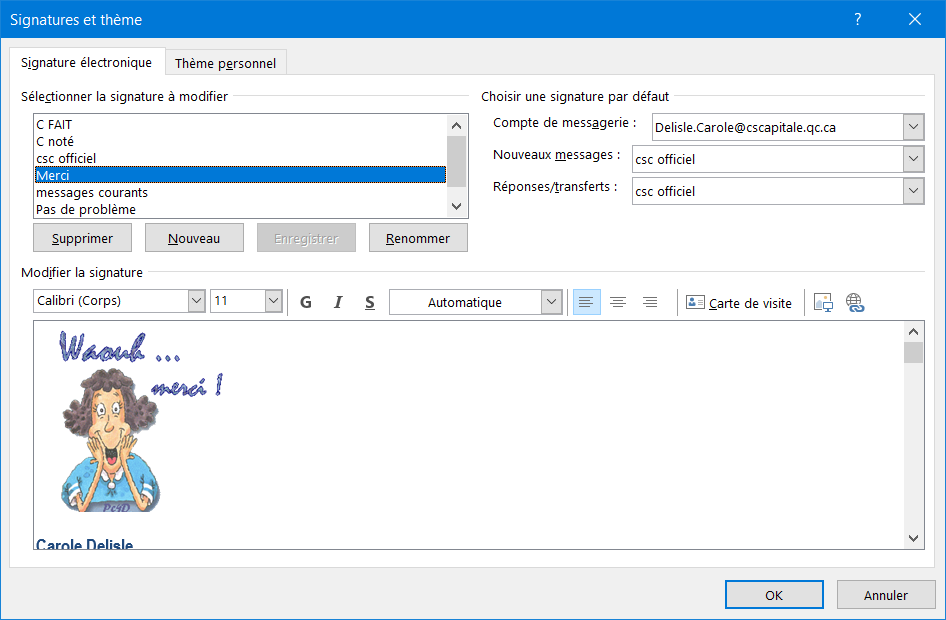 Signatures et thème
?
Signature électronique
Thème personnel
Sélectionner la signature à modifier
C FAIT
C noté
csc officiel
Merci
messages courants
Pas de problème
Supprimer
Nouveau
Enregistrer
Renommer
Choisir une signature par défaut
Compte de messagerie :
Delisle.Carole@cscapitale.qc.ca
Nouveaux messages :
csc officiel
Réponses/transferts :
csc officiel
Modifier la signature
Calibri (Corps)
11
G I S
Automatique
Carte de visite
Waouh ...
merci !
Carole Delisle
OK
Annuler